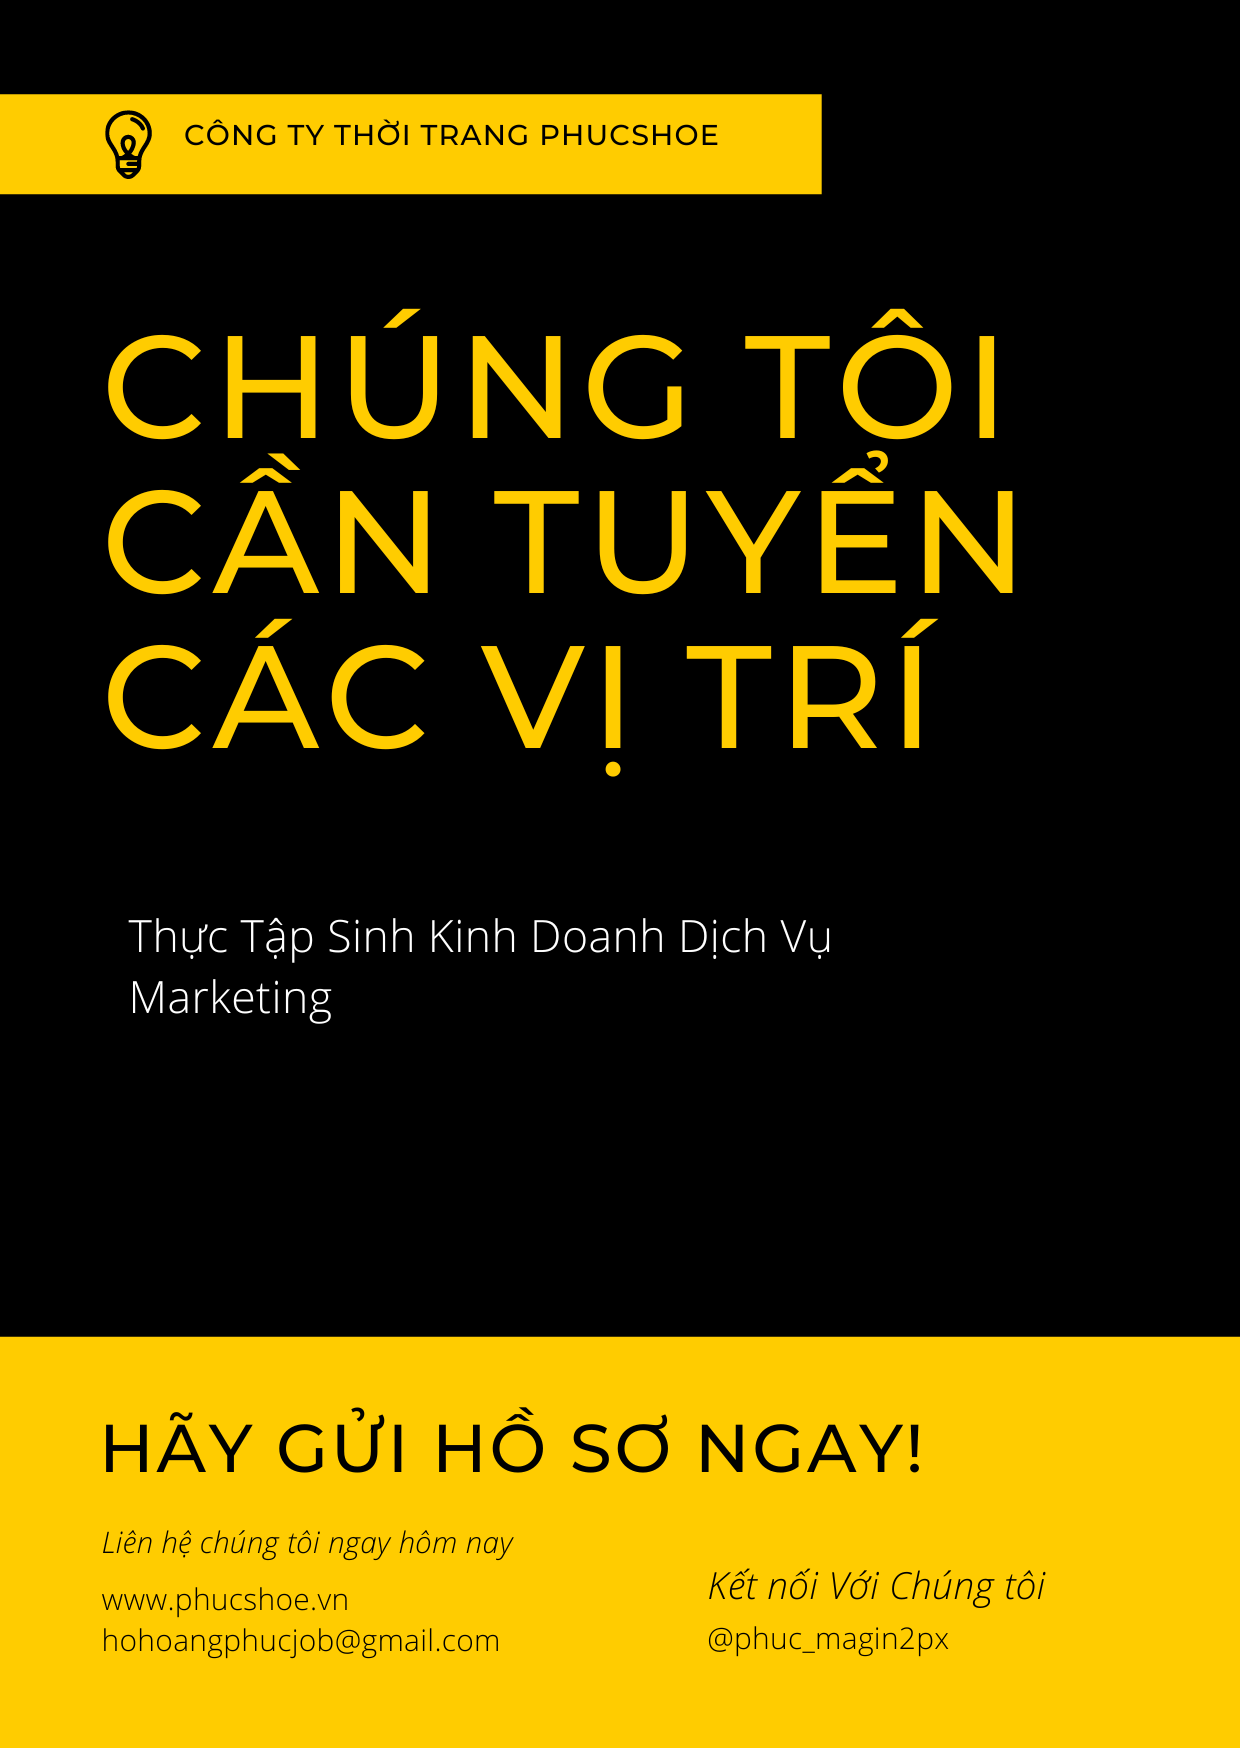 CÔNG TY THỜI TRANG PHUCSHOE
CHÚNG TÔI
CẦN TUYỂN
CÁC VỊ TRÍ
Thực Tập Sinh Kinh Doanh Dịch Vụ
Marketing
HÃY GỬI HỒ SƠ NGAY!
Liên hệ chúng tôi ngay hôm nay
www.phucshoe.vn
hohoangphucjob@gmail.com
Kết nối Với Chúng tôi
@phuc_magin2px